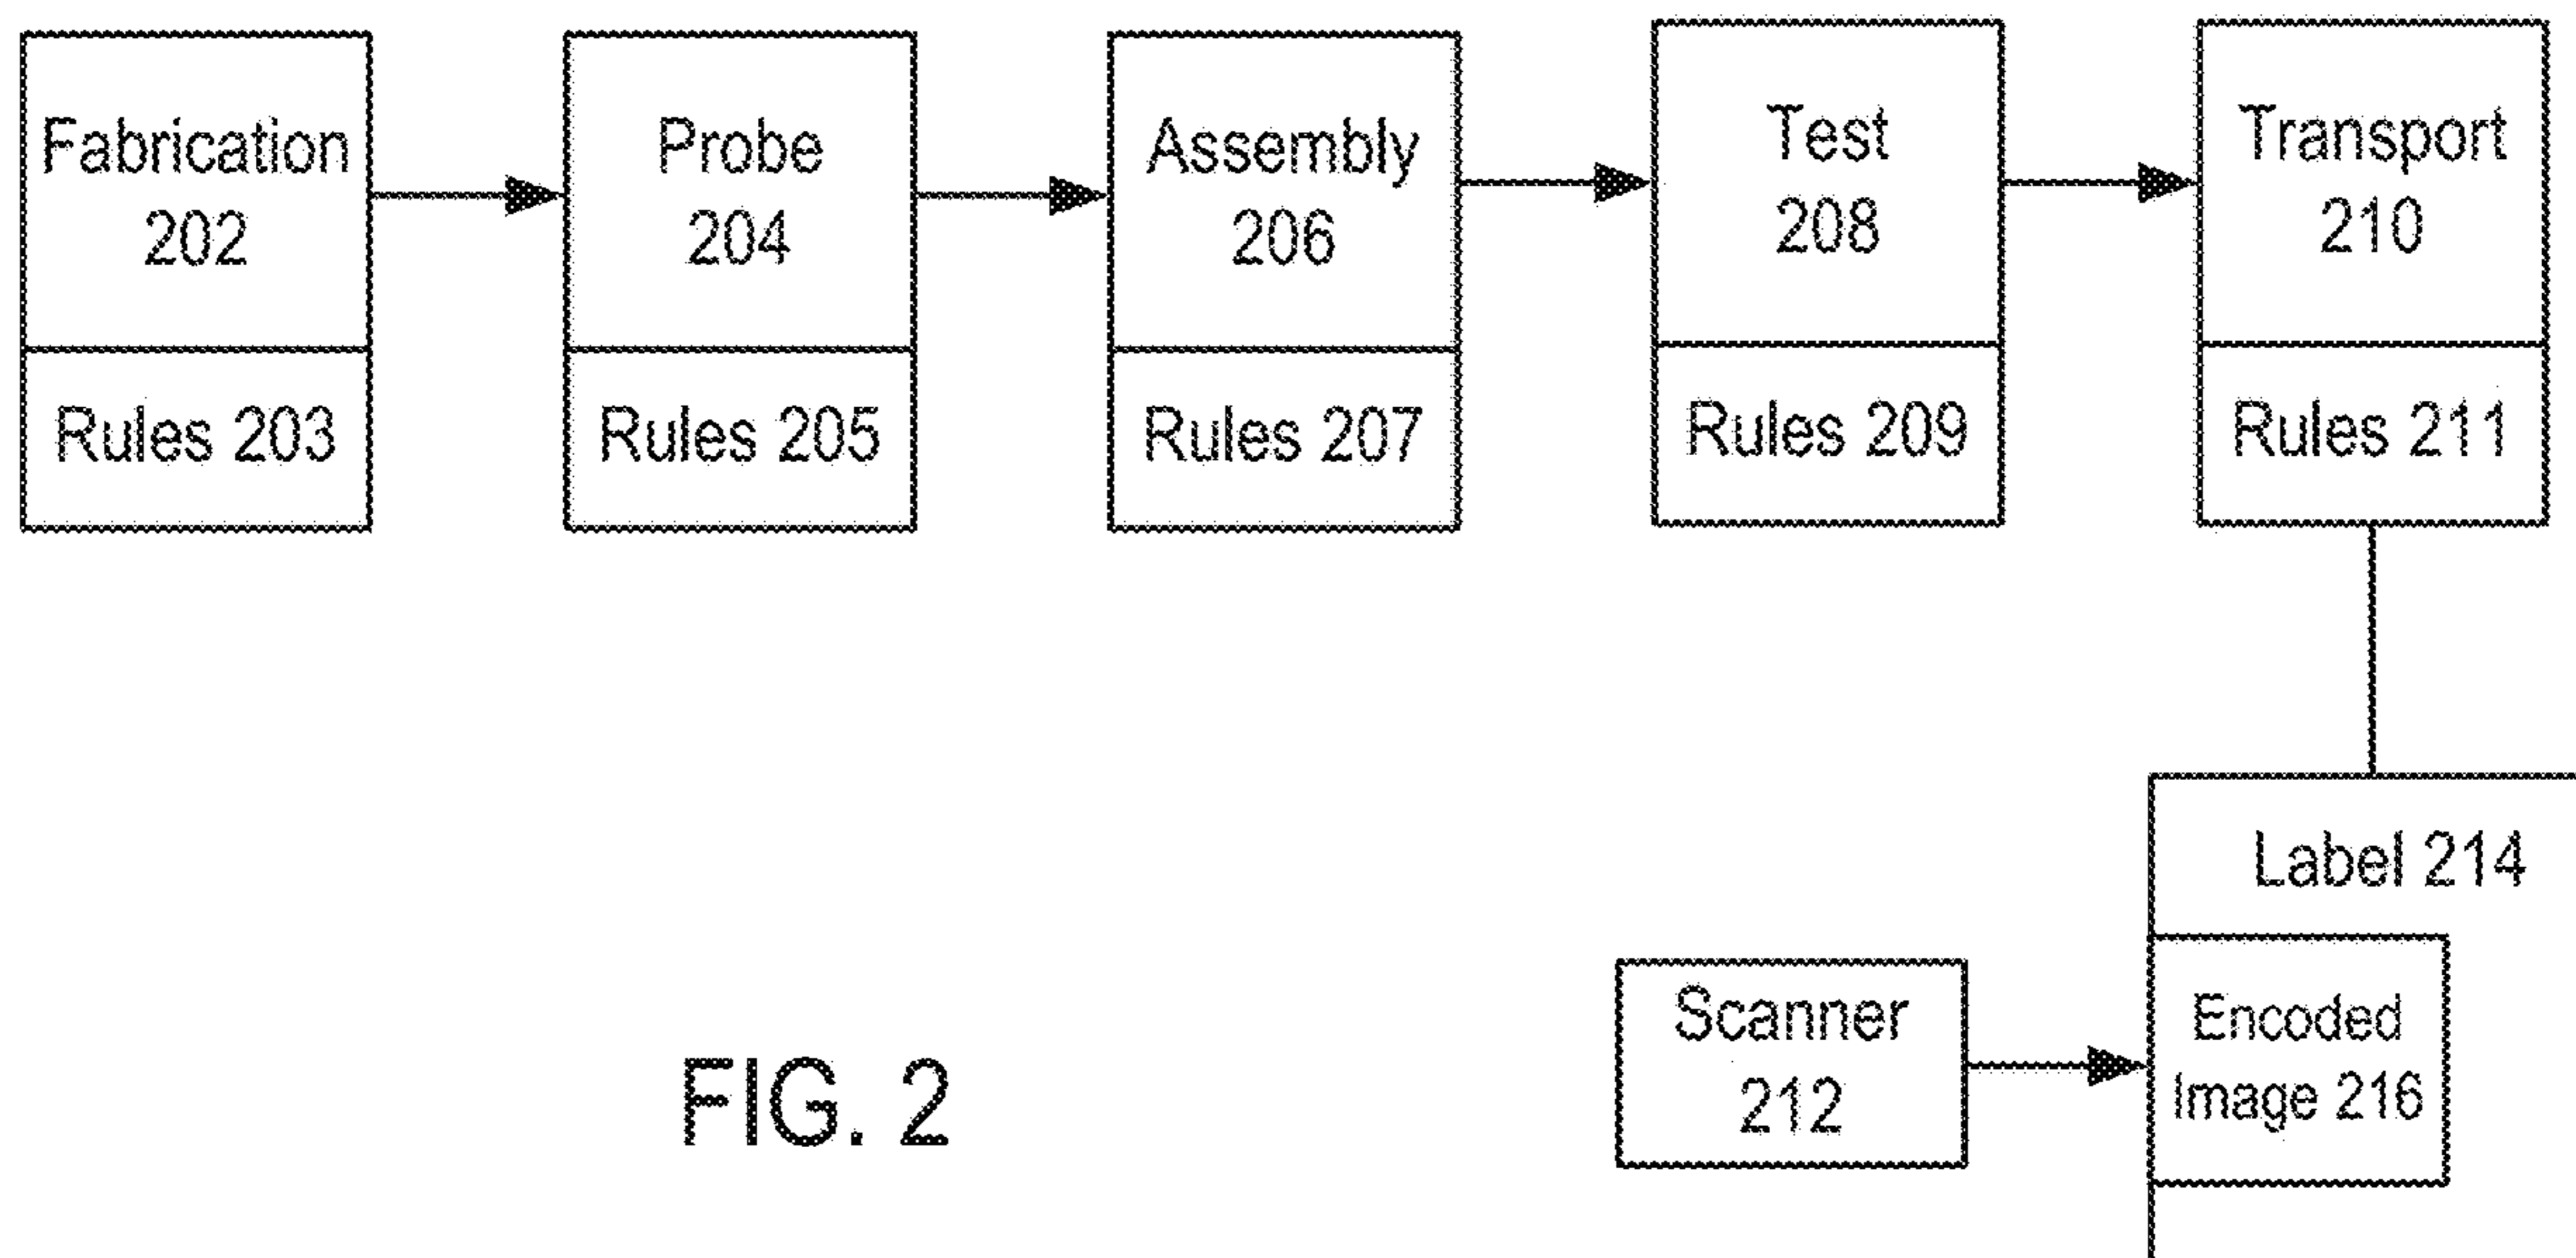 Fabrication
202
Rules 203
Probe
204
Rules 205
Assembly
206
Rules 207
Test
208
Rules 209
Transport
210
Rules 211
Label 214
Scanner
212
Encoded
Image 216
FIG. 2